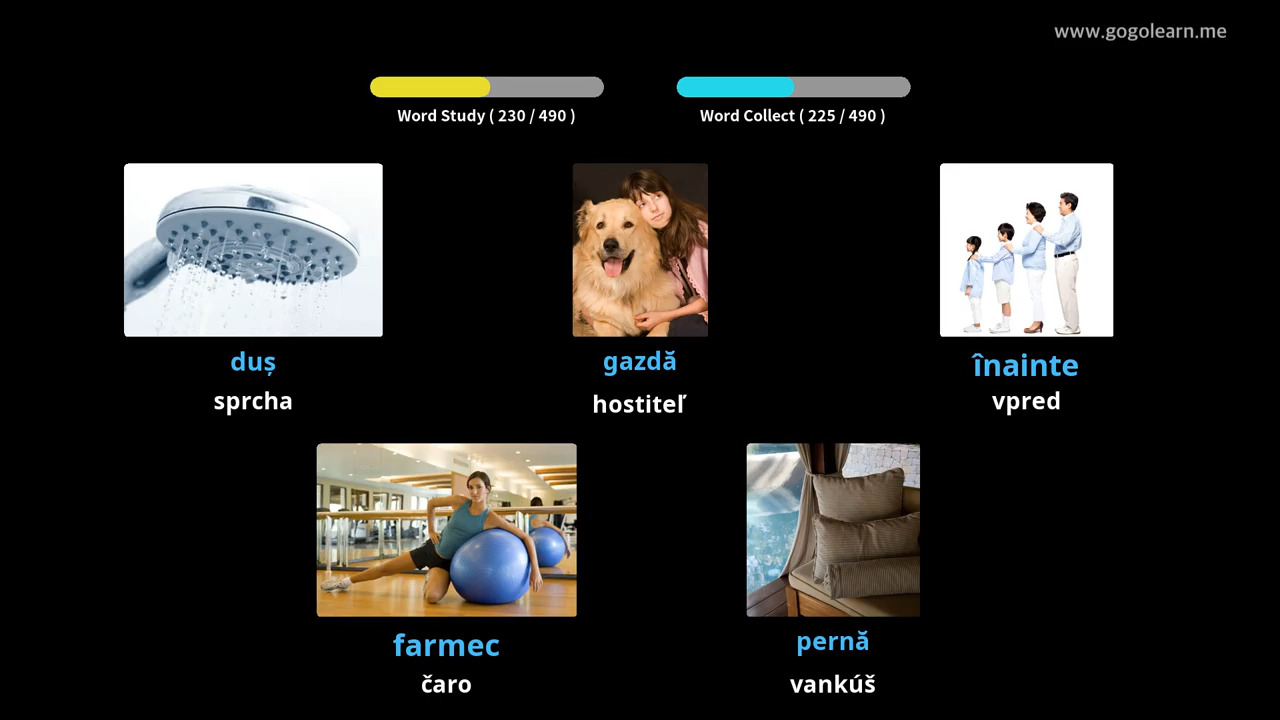 www.gogolearn.me
Word Study ( 230 / 490 )
Word Collect ( 225 / 490 )
duș
sprcha
gazdă
hostiteľ
înainte
vpred
farmec
čaro
pernă
vankúš